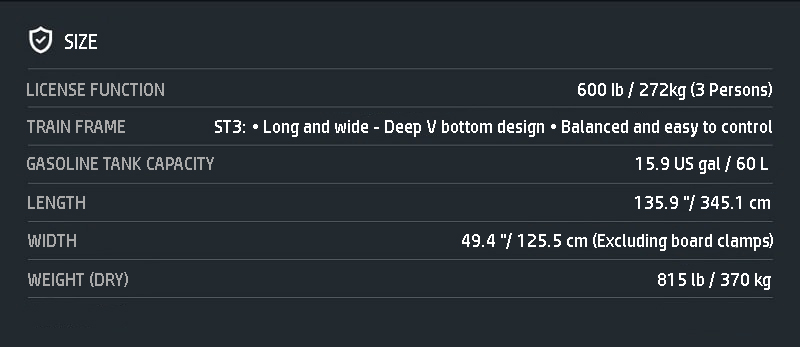 SIZE
LICENSE FUNCTION 600 lb / 272kg (3 Persons)
TRAIN FRAME ST3: • Long and wide - Deep V bottom design • Balanced and easy to control
GASOLINE TANK CAPACITY 15.9 US gal / 60 L
LENGTH 135.9 "/ 345.1 cm
WIDTH 49.4 "/ 125.5 cm (Excluding board clamps)
WEIGHT (DRY) 815 lb / 370 kg